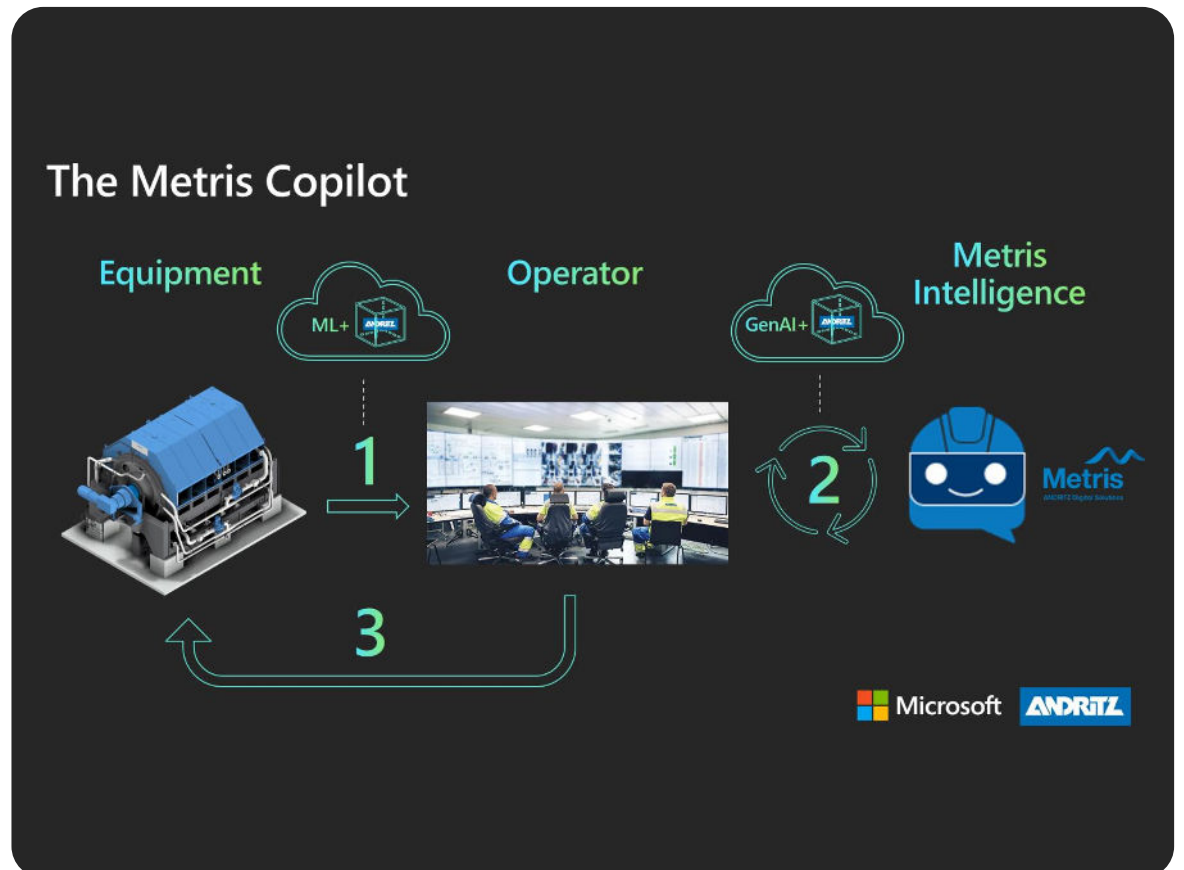 The Metris Copilot
Equipment
ML+
ANDRITZ
Operator
GenAI+
ANDRITZ
Metris
Intelligence
1
2
Metris
ANDRITZ Digital Solutions
3
Microsoft
ANDRITZ